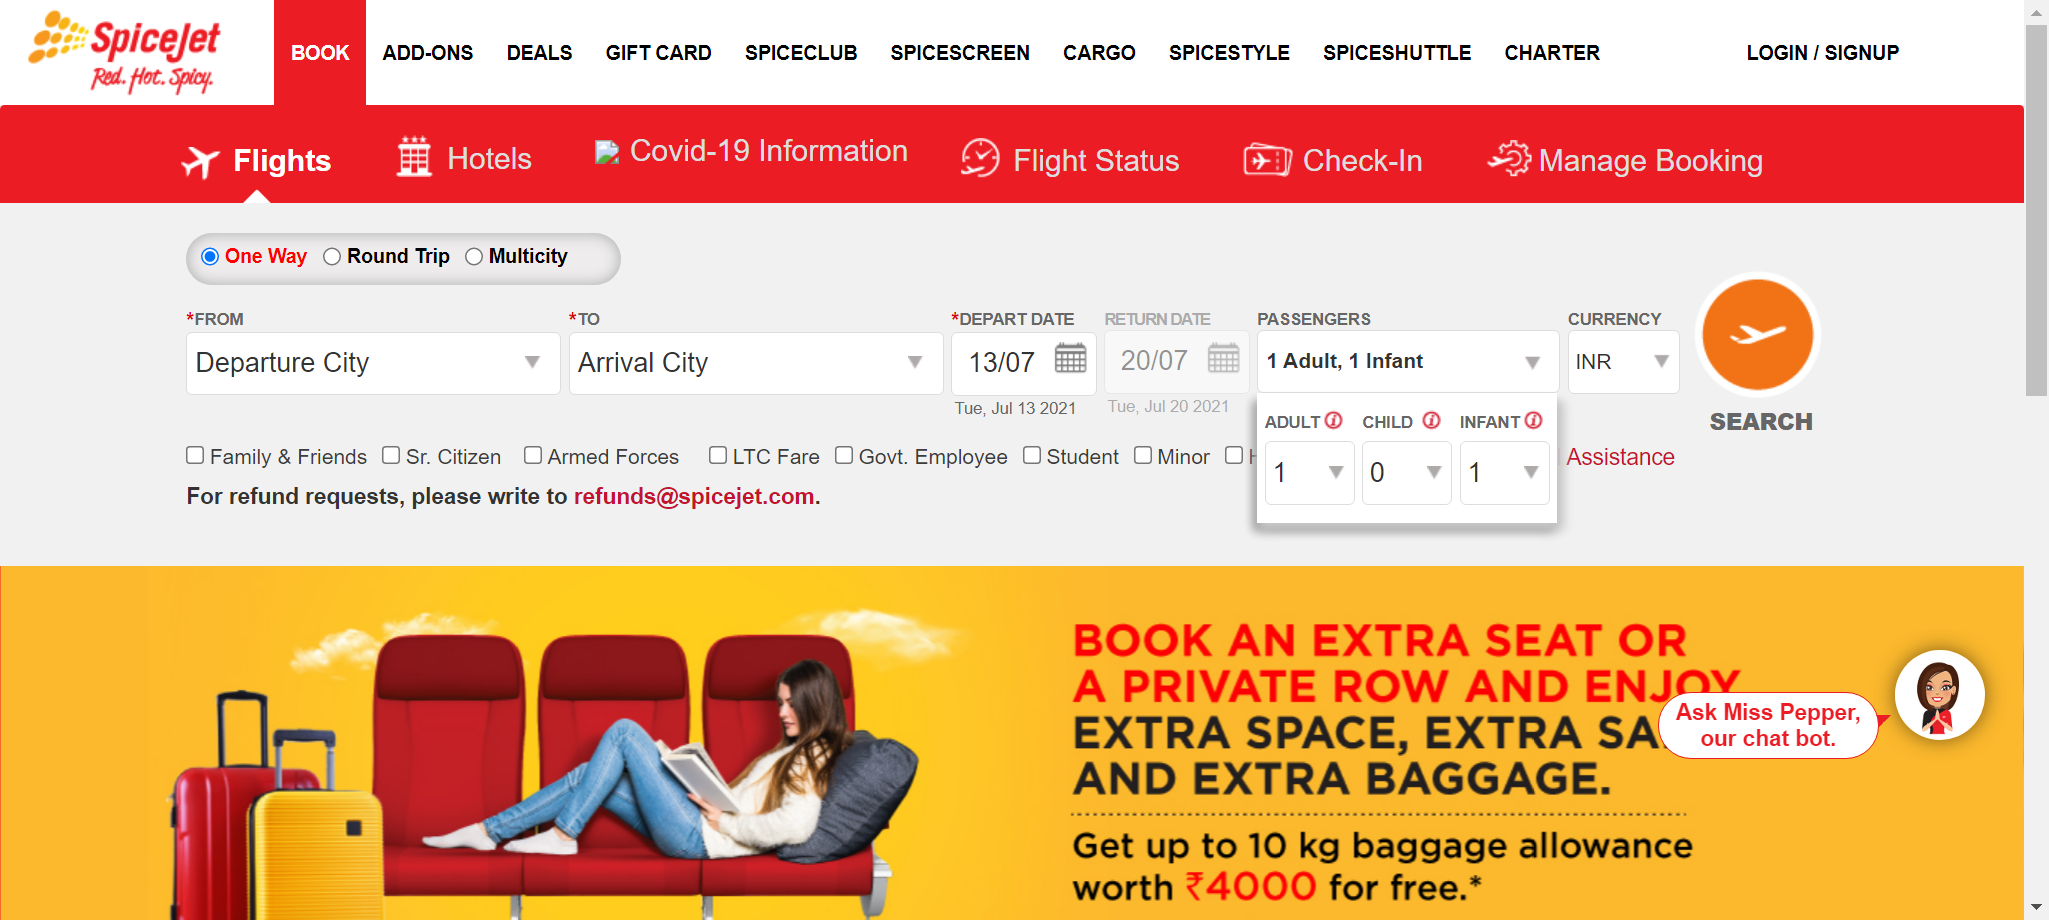 SpiceJet
Red. Hot. Spicy.
BOOK ADD-ONS DEALS GIFT CARD SPICECLUB SPICESCREEN CARGO SPICESTYLE SPICESHUTTLE CHARTER LOGIN / SIGNUP
Flights Hotels Covid-19 Information Flight Status Check-In Manage Booking
One Way Round Trip Multicity
*FROM *TO *DEPART DATE RETURN DATE PASSENGERS CURRENCY
Departure City Arrival City 13/07 20/07 1 Adult, 1 Infant INR
Tue, Jul 13 2021 Tue, Jul 20 2021
ADULT CHILD INFANT SEARCH
Family & Friends Sr. Citizen Armed Forces LTC Fare Govt. Employee Student Minor Assistance
1 0 1
For refund requests, please write to refunds@spicejet.com.
BOOK AN EXTRA SEAT OR
A PRIVATE ROW AND ENJOY
EXTRA SPACE, EXTRA
AND EXTRA BAGGAGE.
Ask Miss Pepper,
our chat bot.
Get up to 10 kg baggage allowance
worth ₹4000 for free.*